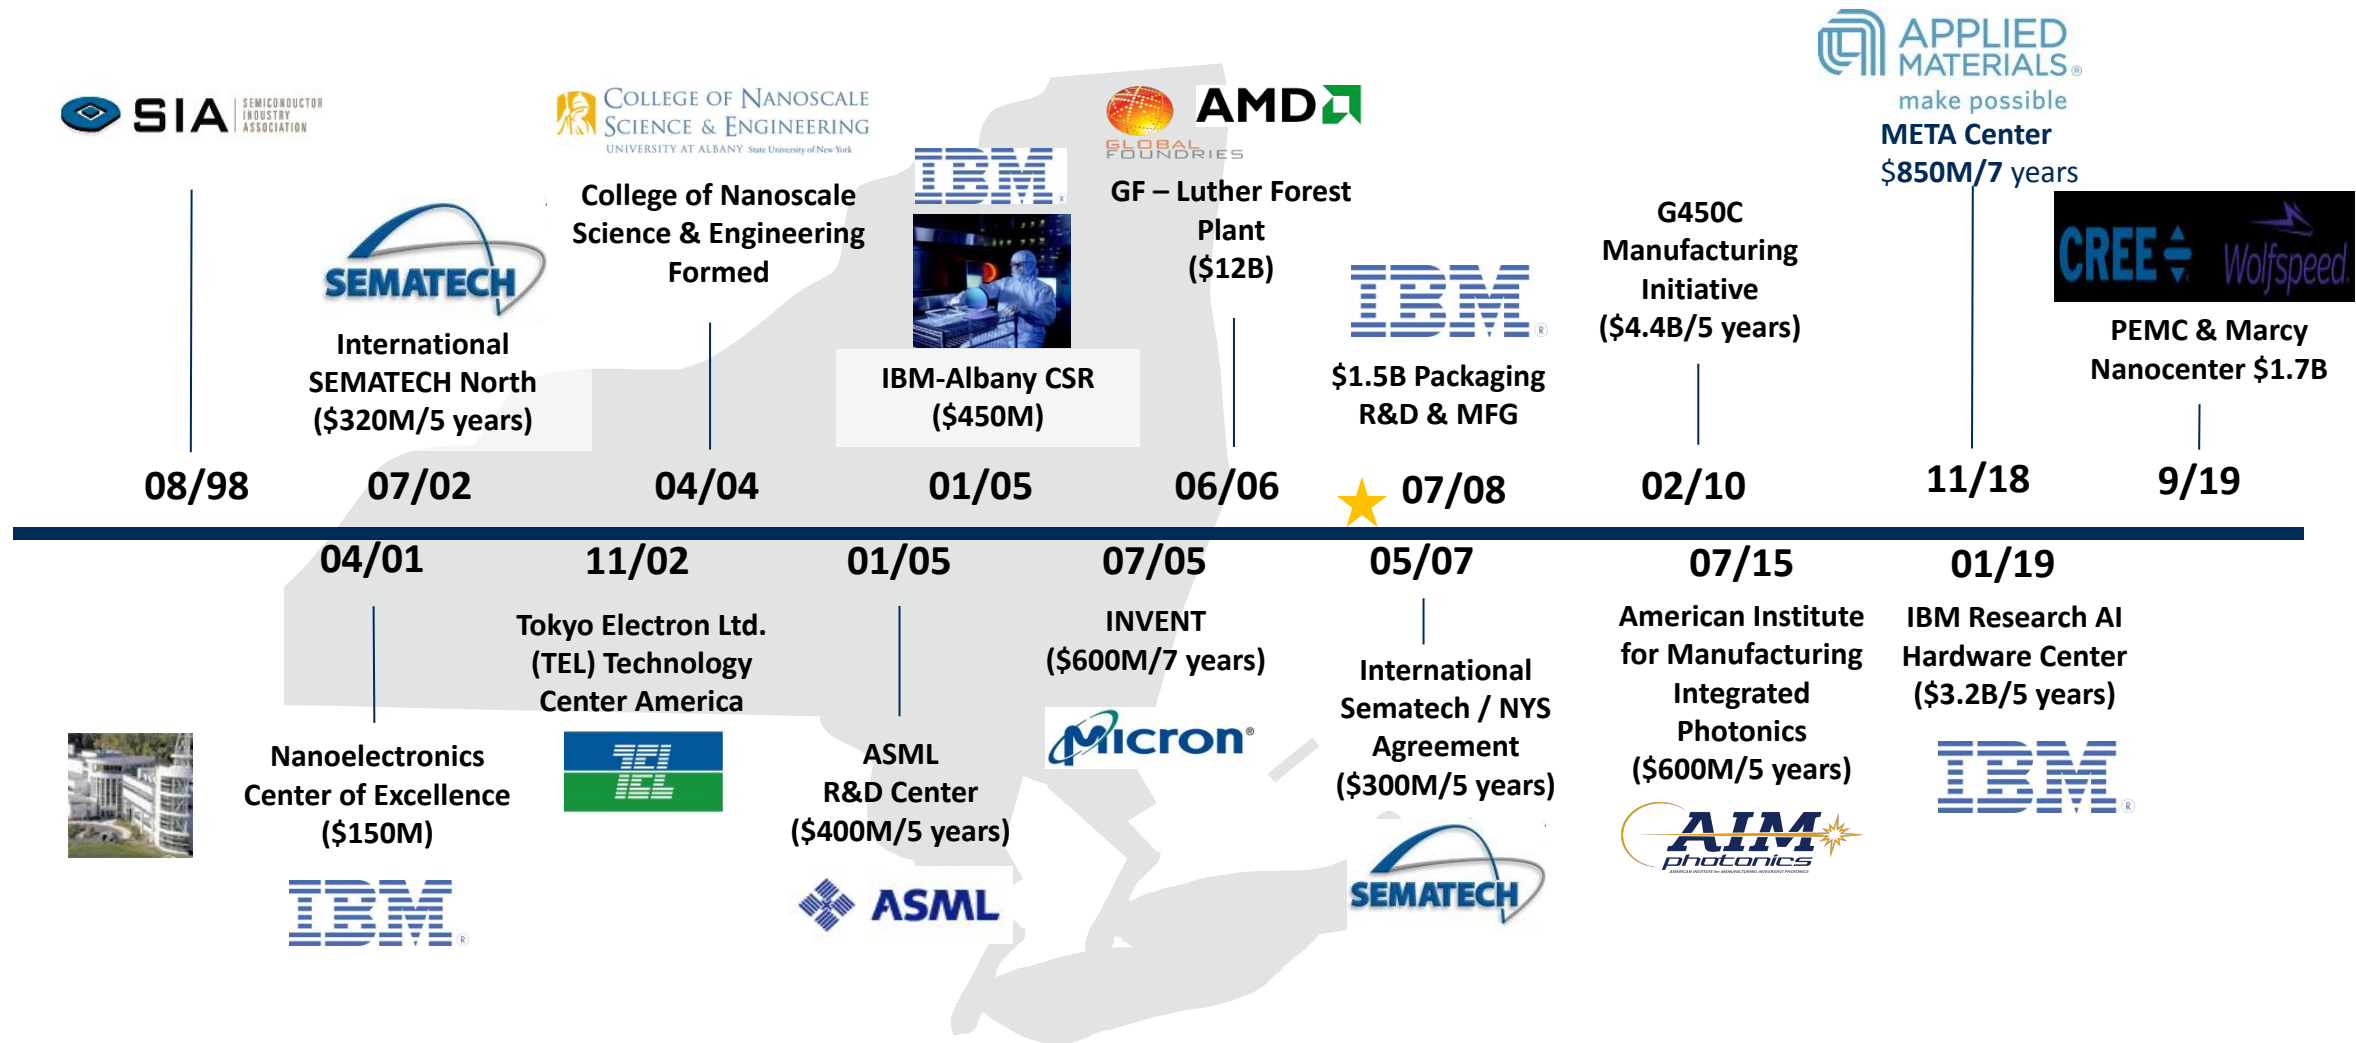 SIA
SEMICONDUCTOR
INDUSTRY
ASSOCIATION
08/98
SEMATECH
International
SEMATECH North
($320M/5 years)
07/02
COLLEGE OF NANOSCALE
SCIENCE & ENGINEERING
UNIVERSITY AT ALBANY State University of New York
College of Nanoscale
Science & Engineering
Formed
04/04
IBM®
IBM-Albany CSR
($450M)
01/05
GLOBAL
FOUNDRIES
AMD
GF – Luther Forest
Plant
($12B)
06/06
IBM®
$1.5B Packaging
R&D & MFG
07/08
G450C
Manufacturing
Initiative
($4.4B/5 years)
02/10
APPLIED
MATERIALS®
make possible
META Center
$850M/7 years
11/18
CREE
Wolfspeed
PEMC & Marcy
Nanocenter $1.7B
9/19
04/01
Nanoelectronics
Center of Excellence
($150M)
IBM®
11/02
Tokyo Electron Ltd.
(TEL) Technology
Center America
TEL
01/05
ASML
R&D Center
($400M/5 years)
ASML
07/05
INVENT
($600M/7 years)
Micron®
05/07
International
Sematech / NYS
Agreement
($300M/5 years)
SEMATECH
07/15
American Institute
for Manufacturing
Integrated
Photonics
($600M/5 years)
AIM
photonics
AMERICAN INSTITUTE for MANUFACTURING INTEGRATED PHOTONICS
01/19
IBM Research AI
Hardware Center
($3.2B/5 years)
IBM®